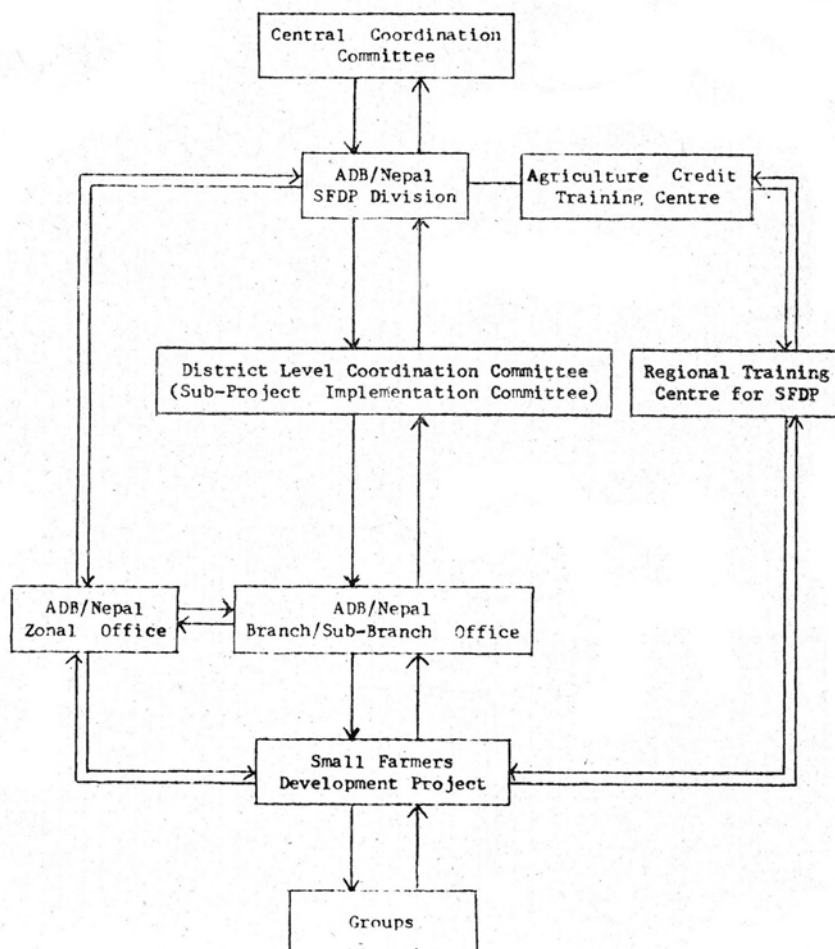 Central Coordination
Committee
ADB/Nepal
SFDP Division
Agriculture Credit
Training Centre
District Level Coordination Committee
(Sub-Project Implementation Committee)
Regional Training
Centre for SFDP
ADB/Nepal
Zonal Office
ADB/Nepal
Branch/Sub-Branch Office
Small Farmers
Development Project
Groups